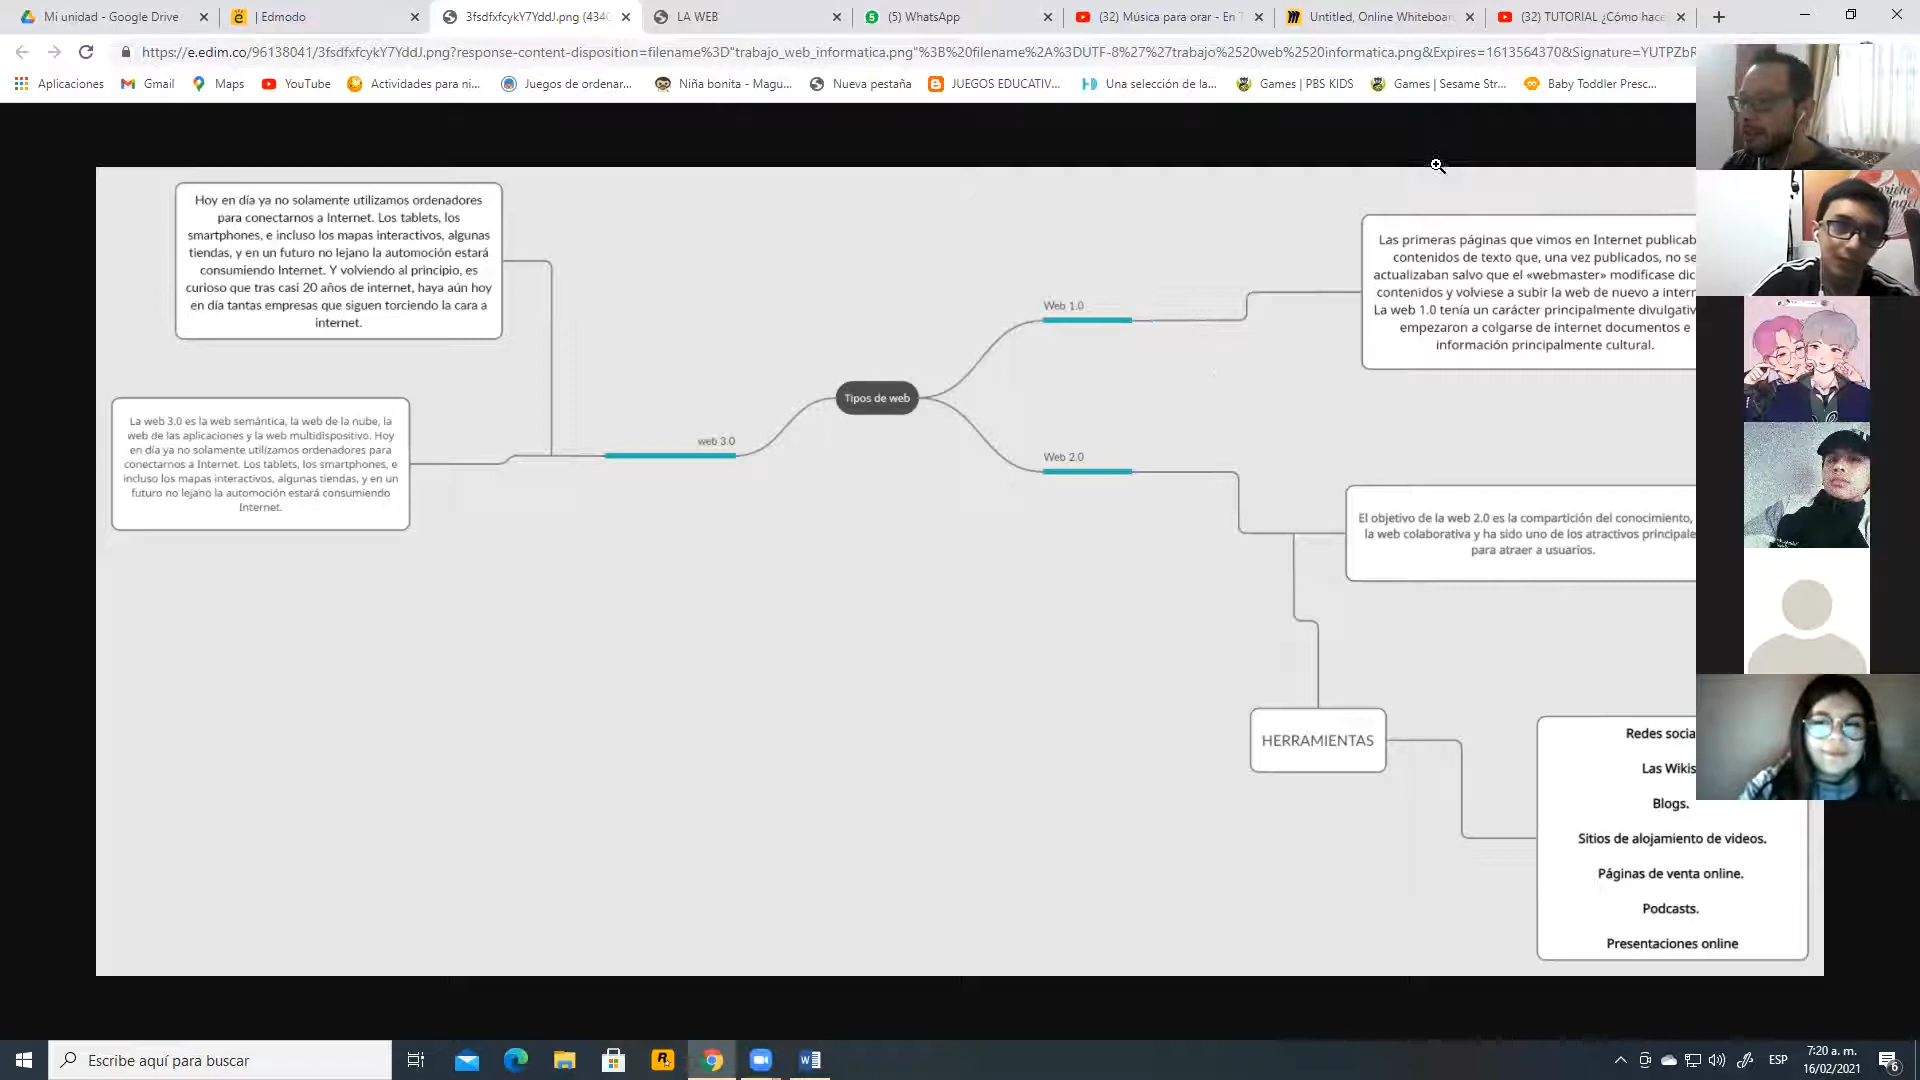 Mi unidad - Google Drive
| Edmodo
3fsdfxfcykY7YddJ.png (4340
LA WEB
(5) WhatsApp
(32) Música para orar - En T
Untitled, Online Whiteboard
(32) TUTORIAL ¿Cómo hace
https://e.edim.co/96138041/3fsdfxfcykY7YddJ.png?response-content-disposition=filename%3D"trabajo_web_informatica.png"%3B%20filename%2A%3DUTF-8%27%27trabajo%2520web%2520informatica.png&Expires=1613564370&Signature=YUTPZbR
Aplicaciones
Gmail
Maps
YouTube
Actividades para ni...
Juegos de ordenar...
Niña bonita - Magu...
Nueva pestaña
JUEGOS EDUCATIV...
Una selección de la...
Games | PBS KIDS
Games | Sesame Str...
Baby Toddler Presc...
Hoy en día ya no solamente utilizamos ordenadores
para conectarnos a Internet. Los tablets, los
smartphones, e incluso los mapas interactivos, algunas
tiendas, y en un futuro no lejano la automoción estará
consumiendo Internet. Y volviendo al principio, es
curioso que tras casi 20 años de internet, haya aún hoy
en día tantas empresas que siguen torciendo la cara a
internet.
La web 3.0 es la web semántica, la web de la nube, la
web de las aplicaciones y la web multidispositivo. Hoy
en día ya no solamente utilizamos ordenadores para
conectarnos a Internet. Los tablets, los smartphones, e
incluso los mapas interactivos, algunas tiendas, y en un
futuro no lejano la automoción estará consumiendo
Internet.
web 3.0
Tipos de web
Web 1.0
Web 2.0
Las primeras páginas que vimos en Internet publicab
contenidos de texto que, una vez publicados, no se
actualizaban salvo que el «webmaster» modificase dic
contenidos y volviese a subir la web de nuevo a intern
La web 1.0 tenía un carácter principalmente divulgativ
empezaron a colgarse de internet documentos e
información principalmente cultural.
El objetivo de la web 2.0 es la compartición del conocimiento,
la web colaborativa y ha sido uno de los atractivos principale
para atraer a usuarios.
HERRAMIENTAS
Redes socia
Las Wikis
Blogs.
Sitios de alojamiento de videos.
Páginas de venta online.
Podcasts.
Presentaciones online
Escribe aquí para buscar
ESP
7:20 a. m.
16/02/2021
6